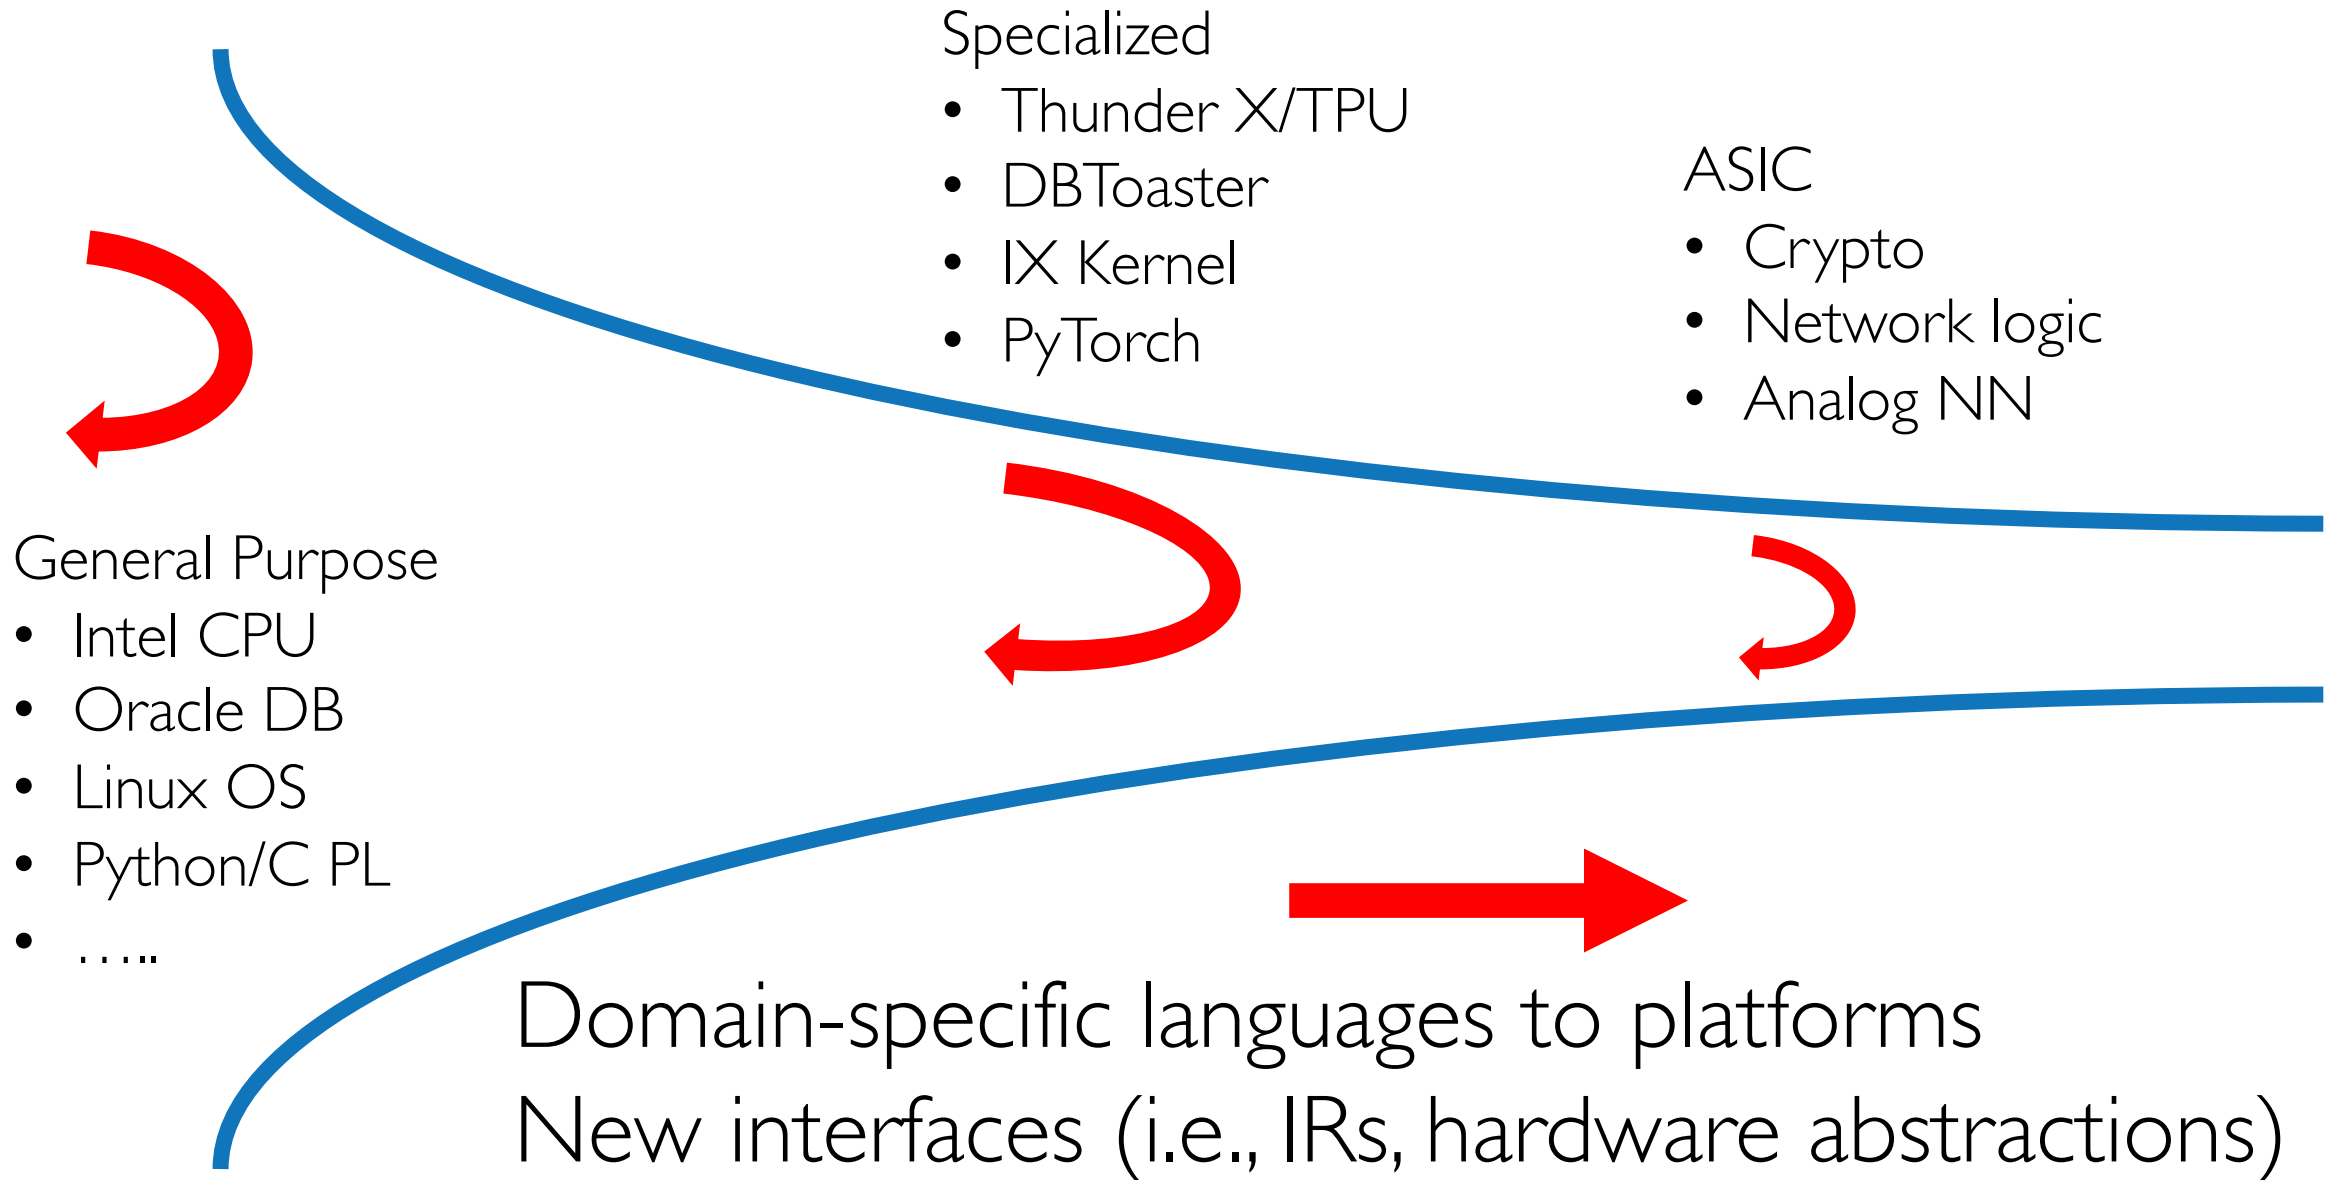 Specialized
• Thunder X/TPU
• DBToaster
• IX Kernel
• PyTorch
ASIC
• Crypto
• Network logic
• Analog NN
General Purpose
• Intel CPU
• Oracle DB
• Linux OS
• Python/C PL
• …..
Domain-specific languages to platforms
New interfaces (i.e., IRs, hardware abstractions)